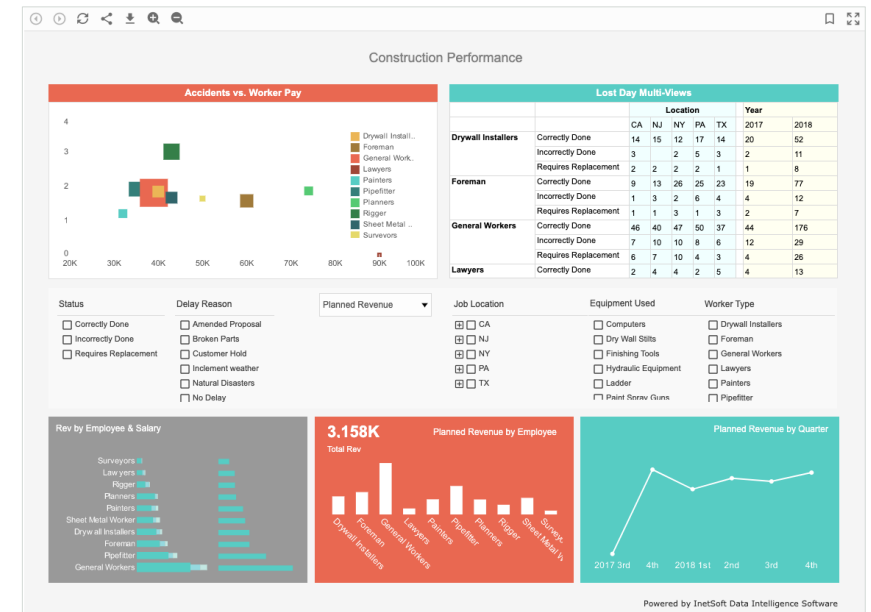 Construction Performance
Accidents vs. Worker Pay
4
3
2
1
0
20K 30K 40K 50K 60K 70K 80K 90K 100K
Drywall Install..
Foreman
General Work..
Lawyers
Painters
Pipefitter
Planners
Rigger
Sheet Metal ..
Surveyors
Lost Day Multi-Views
Location Year
CA NJ NY PA TX 2017 2018
Drywall Installers Correctly Done 14 15 12 17 14 20 52
Incorrectly Done 3 2 5 3 2 11
Requires Replacement 2 2 2 2 1 1 8
Foreman Correctly Done 9 13 26 25 23 19 77
Incorrectly Done 1 3 2 6 4 4 12
Requires Replacement 1 1 3 1 3 2 7
General Workers Correctly Done 46 40 47 50 37 44 176
Incorrectly Done 7 10 10 8 6 12 29
Requires Replacement 6 7 10 4 3 4 26
Lawyers Correctly Done 2 4 4 2 5 4 13
Status
Correctly Done
Incorrectly Done
Requires Replacement
Delay Reason
Amended Proposal
Broken Parts
Customer Hold
Inclement weather
Natural Disasters
No Delay
Planned Revenue
Job Location
CA
NJ
NY
PA
TX
Equipment Used
Computers
Dry Wall Stilts
Finishing Tools
Hydraulic Equipment
Ladder
Paint Spray Guns
Worker Type
Drywall Installers
Foreman
General Workers
Lawyers
Painters
Pipefitter
Rev by Employee & Salary
Surveyors
Lawyers
Rigger
Planners
Painters
Sheet Metal Worker
Drywall Installers
Foreman
Pipefitter
General Workers
3,158K
Total Rev
Planned Revenue by Employee
Drywall Installers
Foreman
General Workers
Lawyers
Painters
Pipefitter
Planners
Rigger
Sheet Metal
Planned Revenue by Quarter
2017 3rd 4th 2018 1st 2nd 3rd 4th
Powered by InetSoft Data Intelligence Software